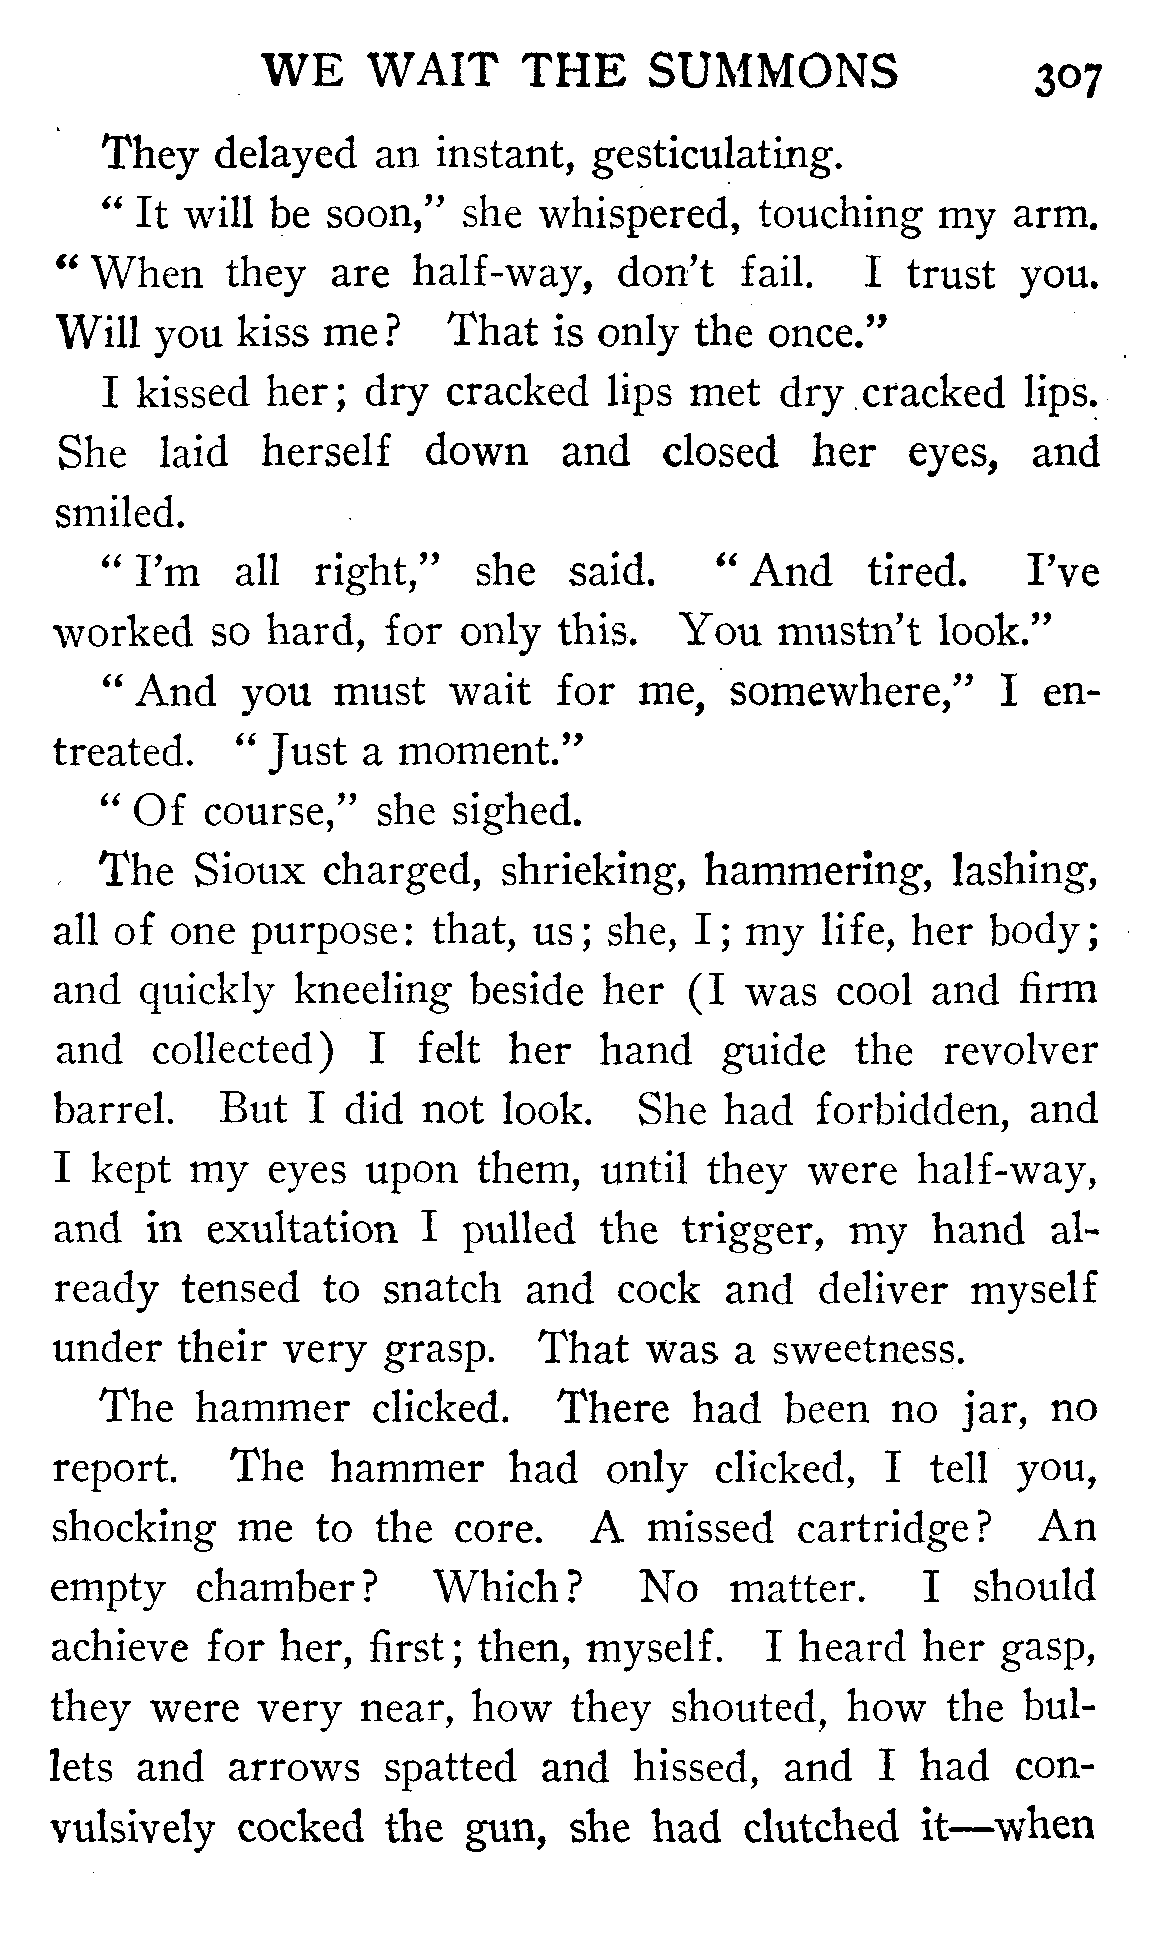 WE WAIT THE SUMMONS 307
They delayed an instant, gesticulating.
“ It will be soon,” she whispered, touching my arm.
“ When they are half-way, don’t fail. I trust you.
Will you kiss me? That is only the once.”
I kissed her; dry cracked lips met dry cracked lips.
She laid herself down and closed her eyes, and
smiled.
“ I’m all right,” she said. “ And tired. I’ve
worked so hard, for only this. You mustn’t look.”
“ And you must wait for me, somewhere,” I en-
treated. “ Just a moment.”
“ Of course,” she sighed.
The Sioux charged, shrieking, hammering, lashing,
all of one purpose: that, us; she, I; my life, her body;
and quickly kneeling beside her (I was cool and firm
and collected) I felt her hand guide the revolver
barrel. But I did not look. She had forbidden, and
I kept my eyes upon them, until they were half-way,
and in exultation I pulled the trigger, my hand al-
ready tensed to snatch and cock and deliver myself
under their very grasp. That was a sweetness.
The hammer clicked. There had been no jar, no
report. The hammer had only clicked, I tell you,
shocking me to the core. A missed cartridge? An
empty chamber? Which? No matter. I should
achieve for her, first; then, myself. I heard her gasp,
they were very near, how they shouted, how the bul-
lets and arrows spatted and hissed, and I had con-
vulsively cocked the gun, she had clutched it—when